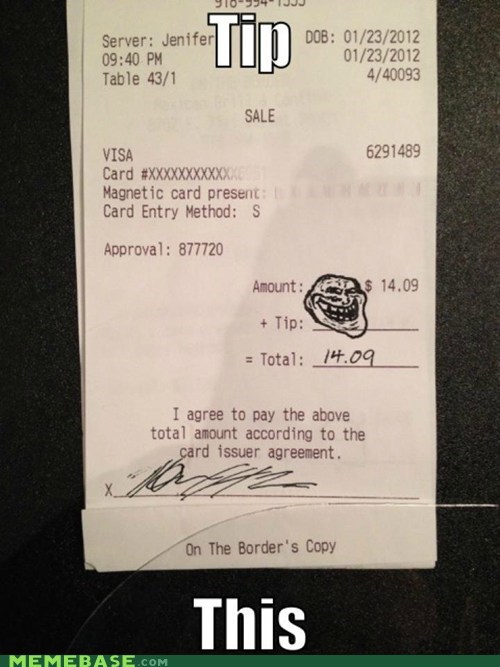 Tip
Server: Jenifer DOB: 01/23/2012
09:40 PM 01/23/2012
Table 43/1 4/40093
SALE
VISA 6291489
Card #XXXXXXXXXXXX
Magnetic card present:
Card Entry Method: S
Approval: 877720
Amount: $ 14.09
+ Tip:
= Total: 14.09
I agree to pay the above
total amount according to the
card issuer agreement.
X
On The Border's Copy
This
MEMEBASE.COM